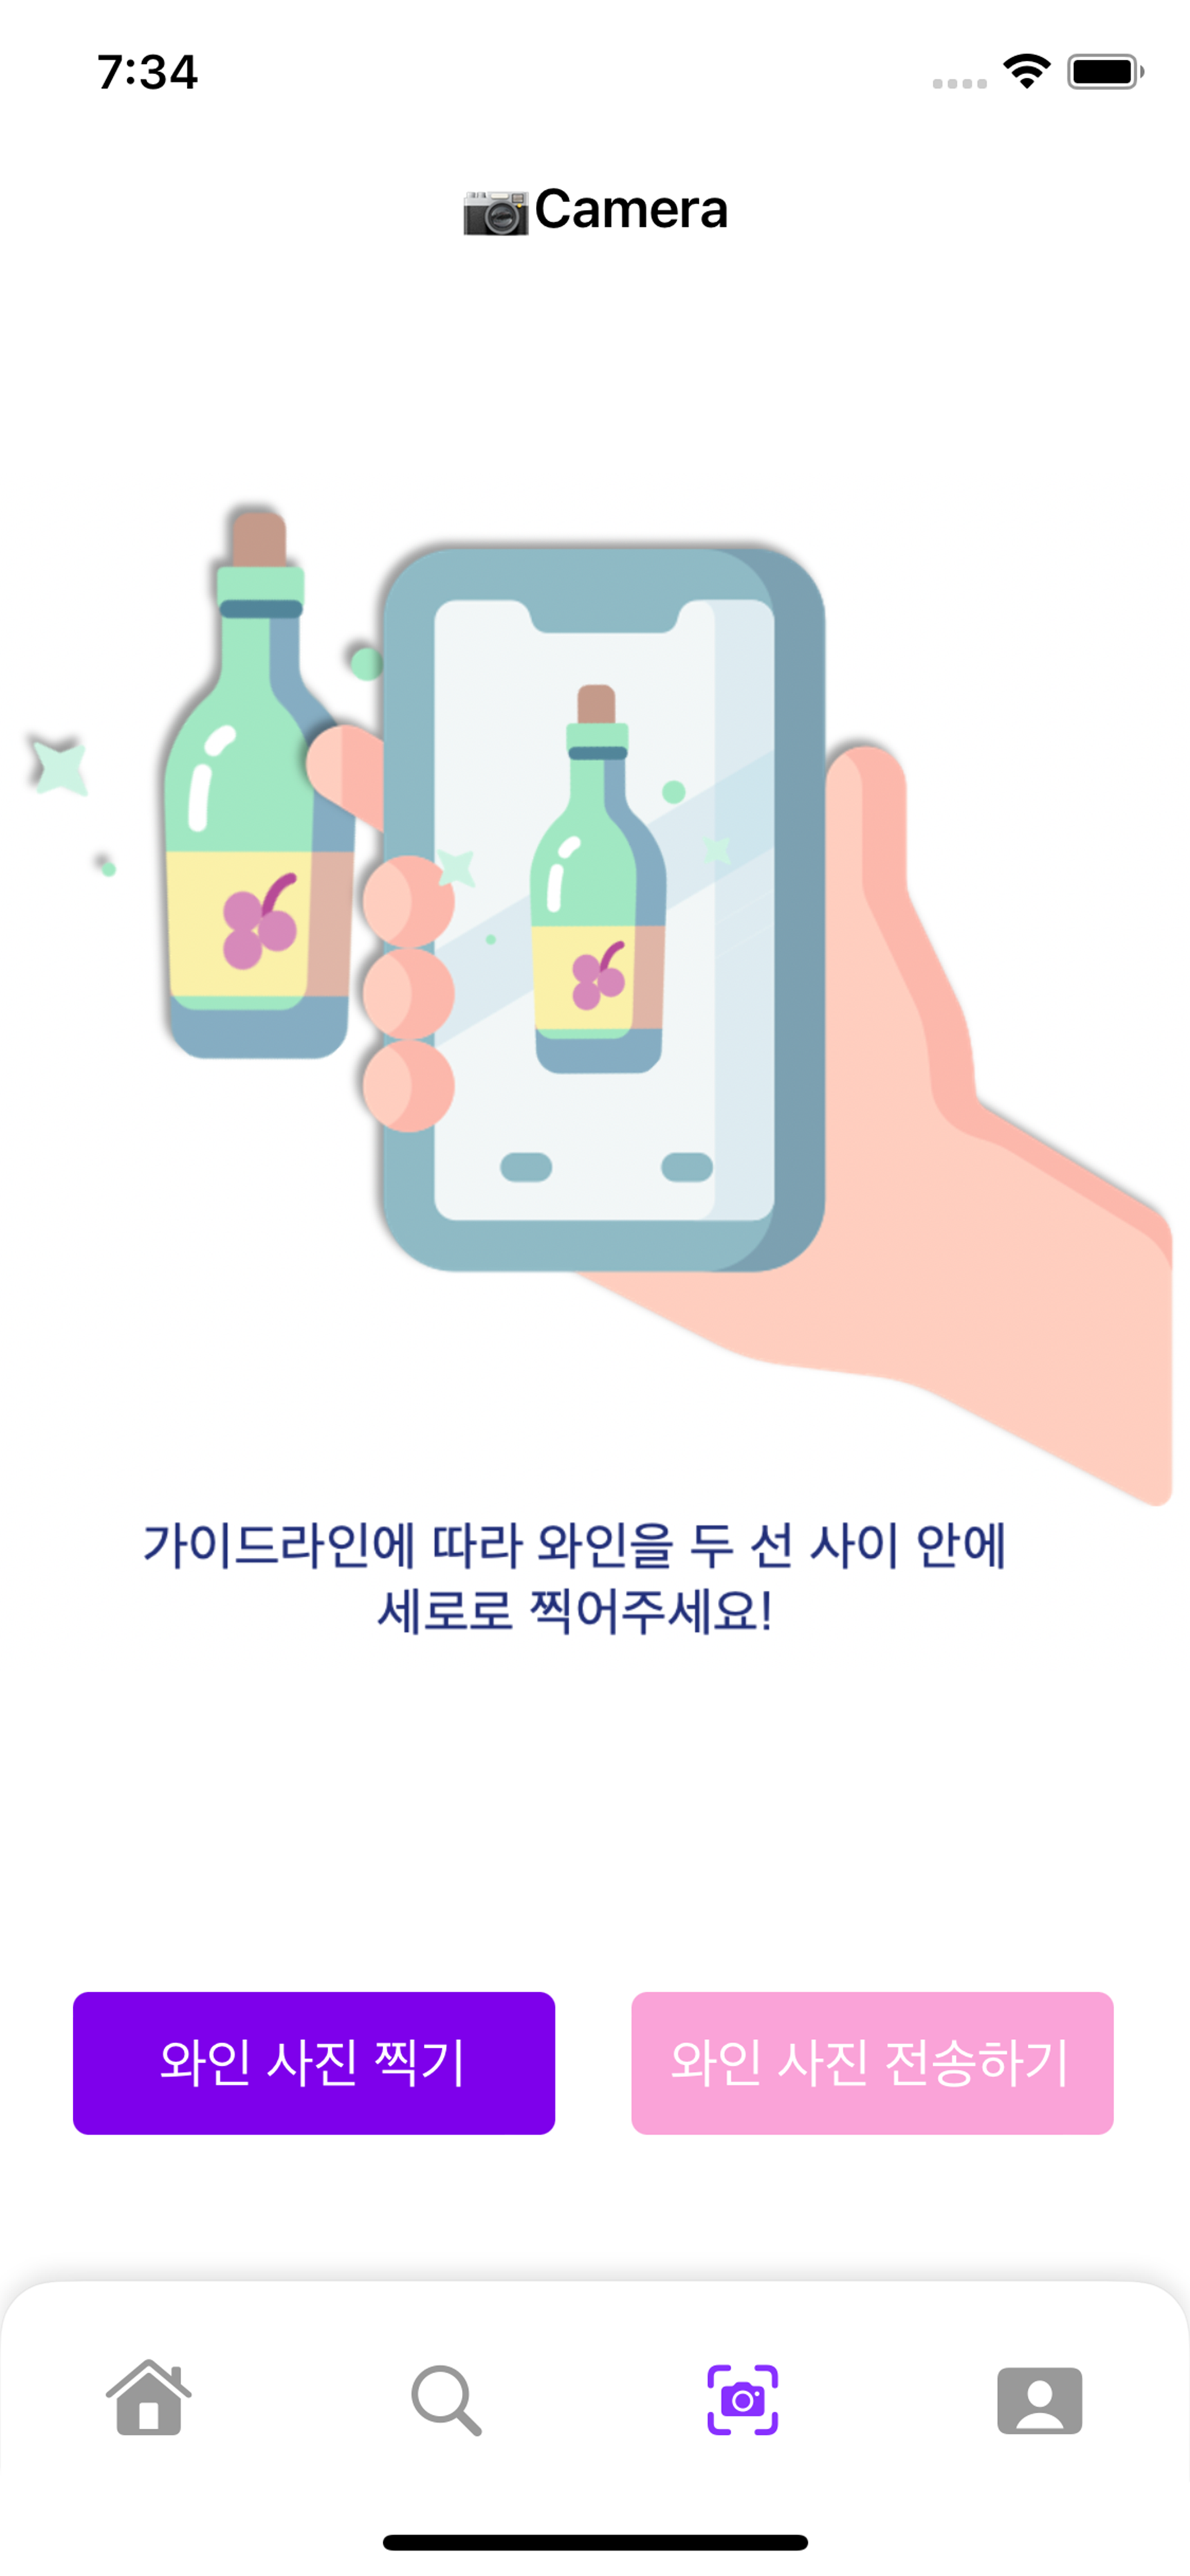 7:34
📷Camera
가이드라인에 따라 와인을 두 선 사이 안에
세로로 찍어주세요!
와인 사진 찍기
와인 사진 전송하기